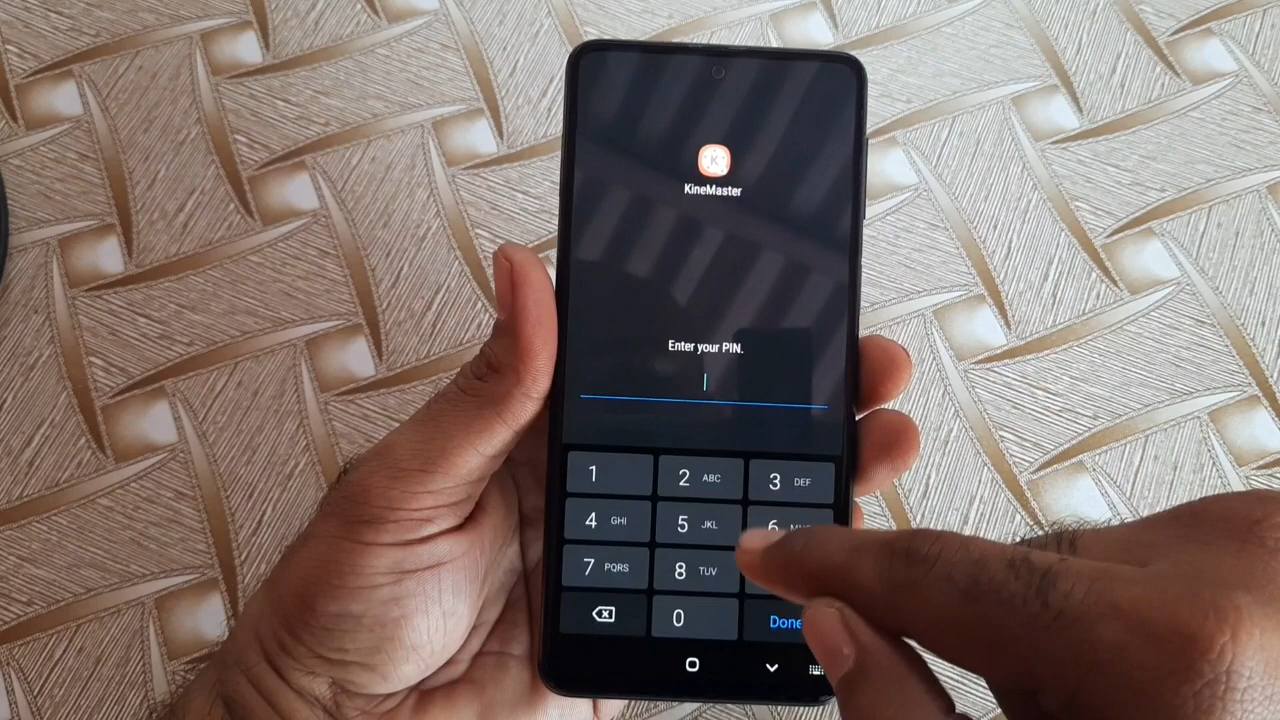 K
KineMaster
Enter your PIN.
1
2 ABC
3 DEF
4 GHI
5 JKL
6
7 PQRS
8 TUV
0
Done